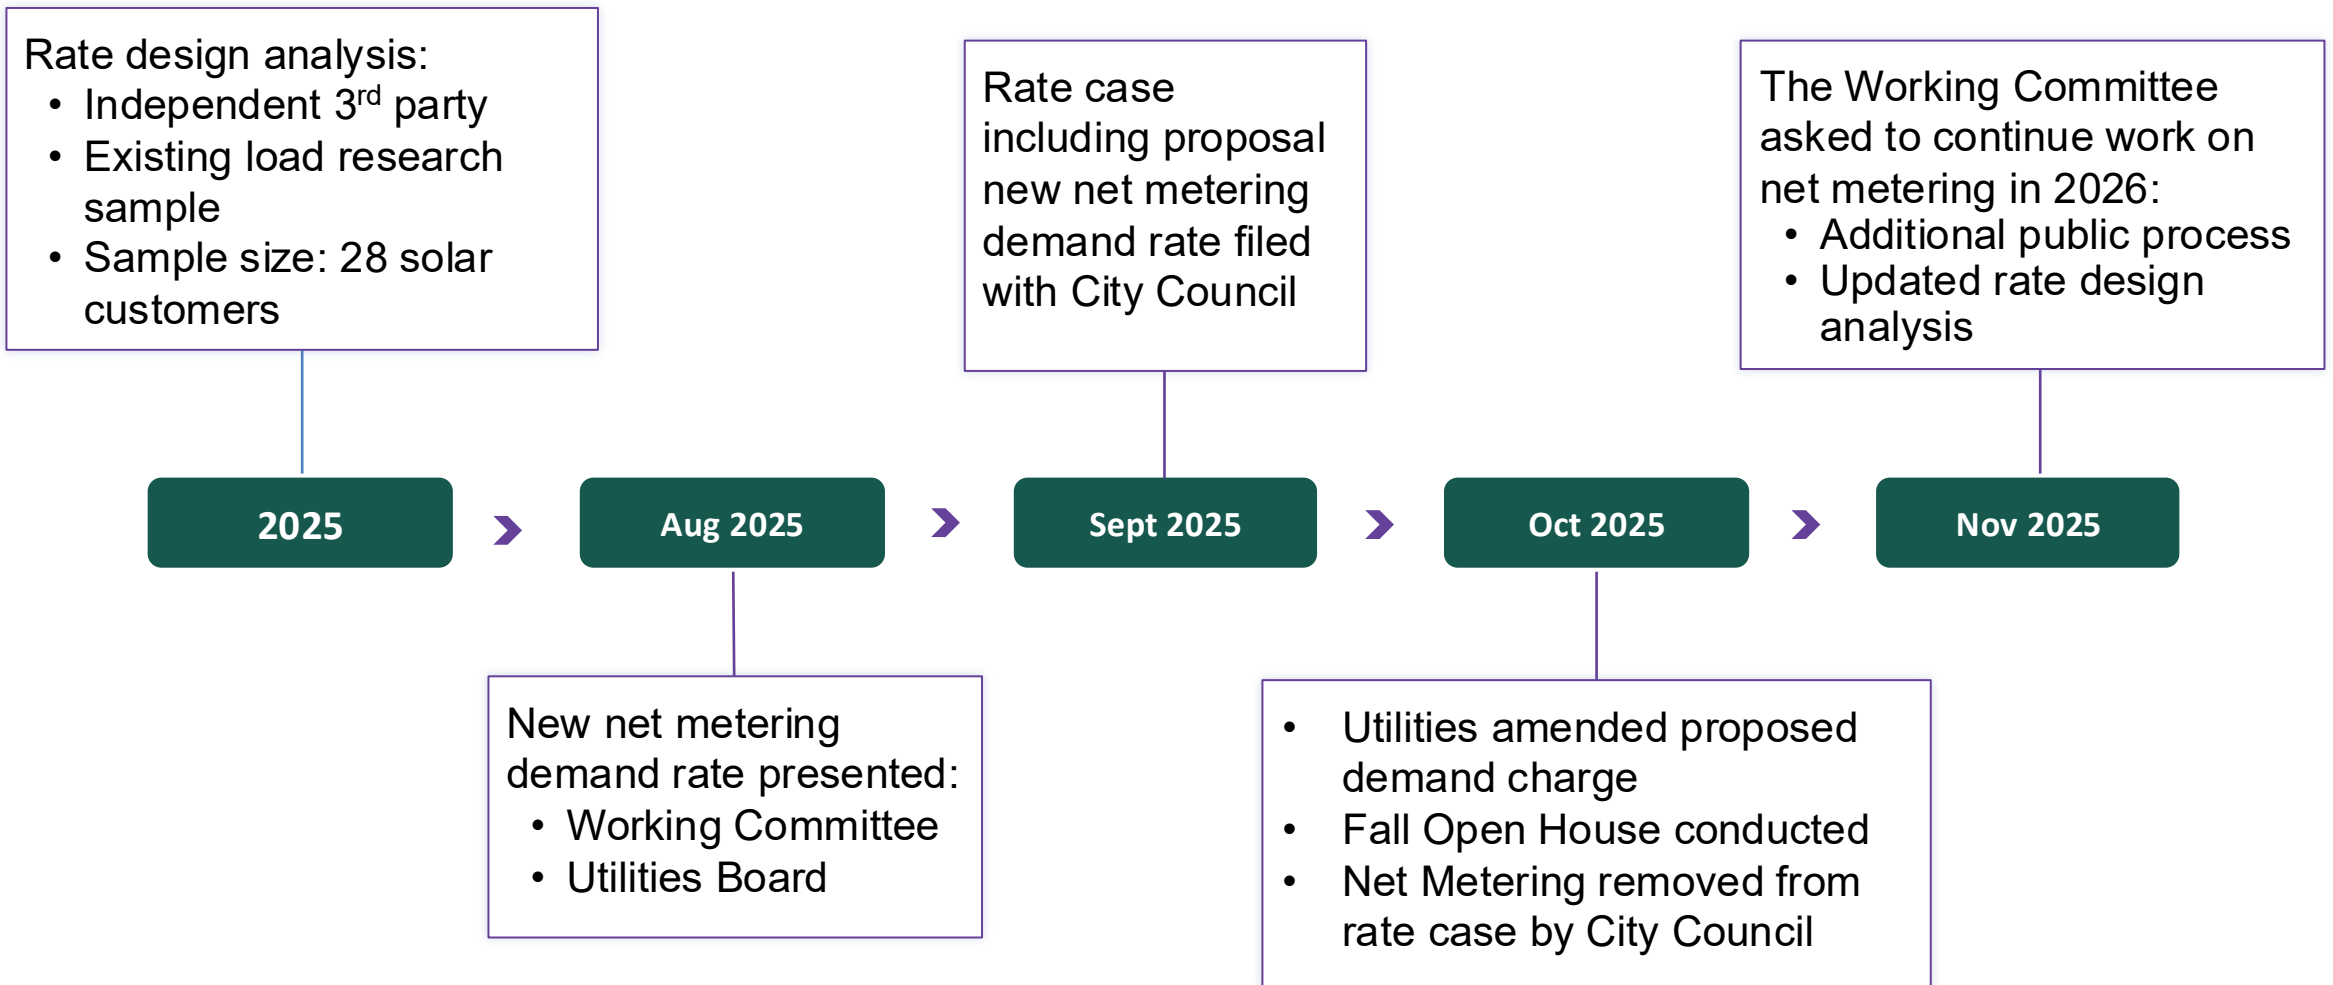 Rate design analysis:
• Independent 3rd party
• Existing load research
sample
• Sample size: 28 solar
customers
Rate case
including proposal
new net metering
demand rate filed
with City Council
The Working Committee
asked to continue work on
net metering in 2026:
• Additional public process
• Updated rate design
analysis
2025
Aug 2025
Sept 2025
Oct 2025
Nov 2025
New net metering
demand rate presented:
• Working Committee
• Utilities Board
• Utilities amended proposed
demand charge
• Fall Open House conducted
• Net Metering removed from
rate case by City Council